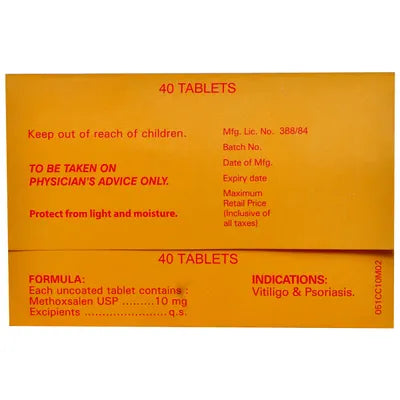 40 TABLETS
Keep out of reach of children.
TO BE TAKEN ON
PHYSICIAN'S ADVICE ONLY.
Protect from light and moisture.
Mfg. Lic. No. 388/84
Batch No.
Date of Mfg.
Expiry date
Maximum
Retail Price
(Inclusive of
all taxes)
40 TABLETS
FORMULA:
Each uncoated tablet contains :
Methoxsalen USP .........10 mg
Excipients ......................q.s.
INDICATIONS:
Vitiligo & Psoriasis.
051CC10M02